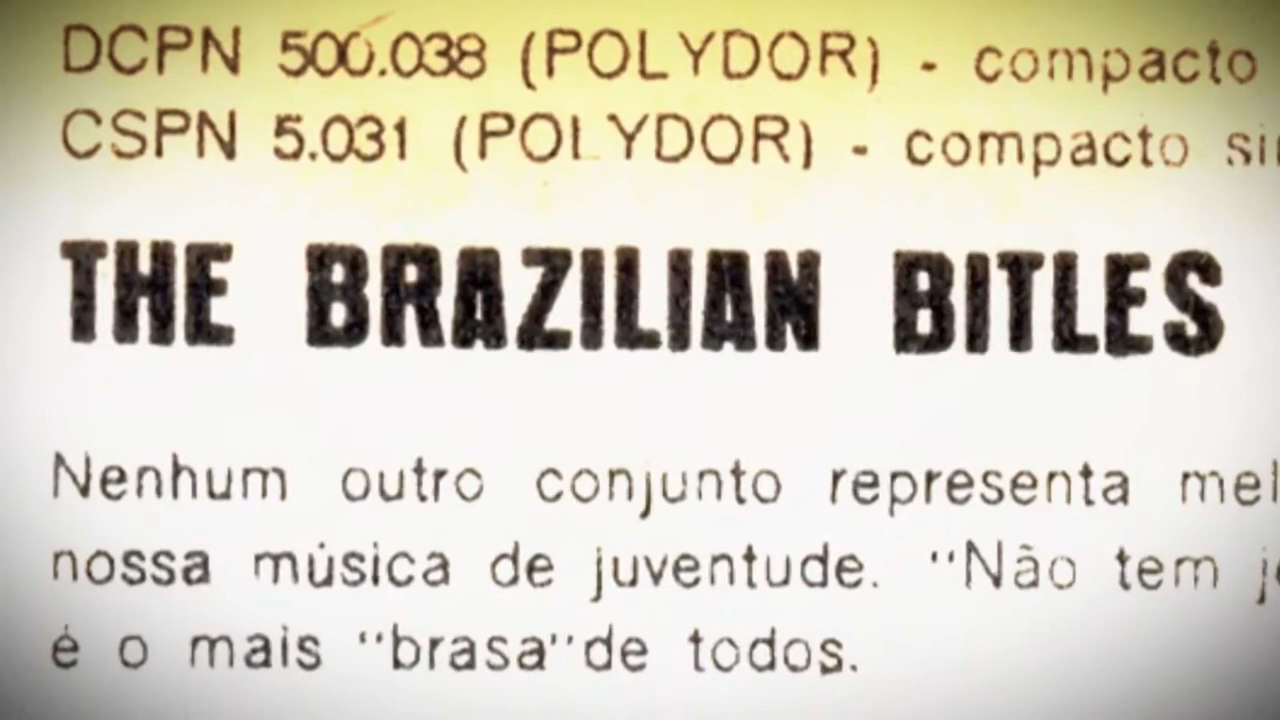 DCPN 500.038 (POLYDOR) - compacto
CSPN 5.031 (POLYDOR) - compacto
THE BRAZILIAN BITLES
Nenhum outro conjunto representa
nossa música de juventude. "Não tem
é o mais "brasa" de todos.